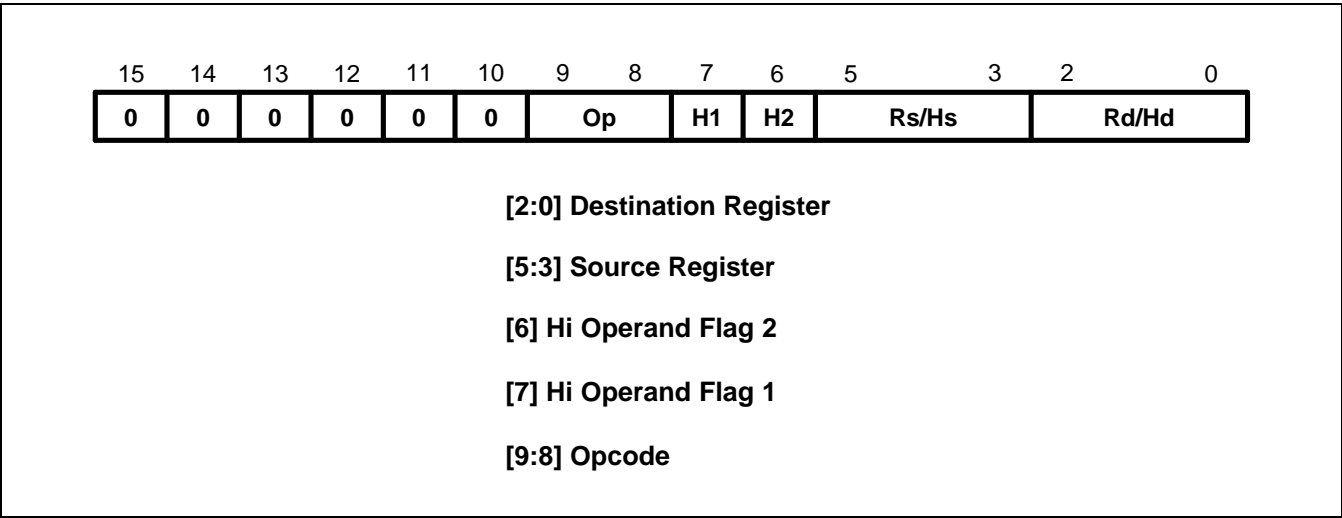 15 14 13 12 11 10 9 8 7 6 5 3 2 0
0 0 0 0 0 0 Op H1 H2 Rs/Hs Rd/Hd
[2:0] Destination Register
[5:3] Source Register
[6] Hi Operand Flag 2
[7] Hi Operand Flag 1
[9:8] Opcode